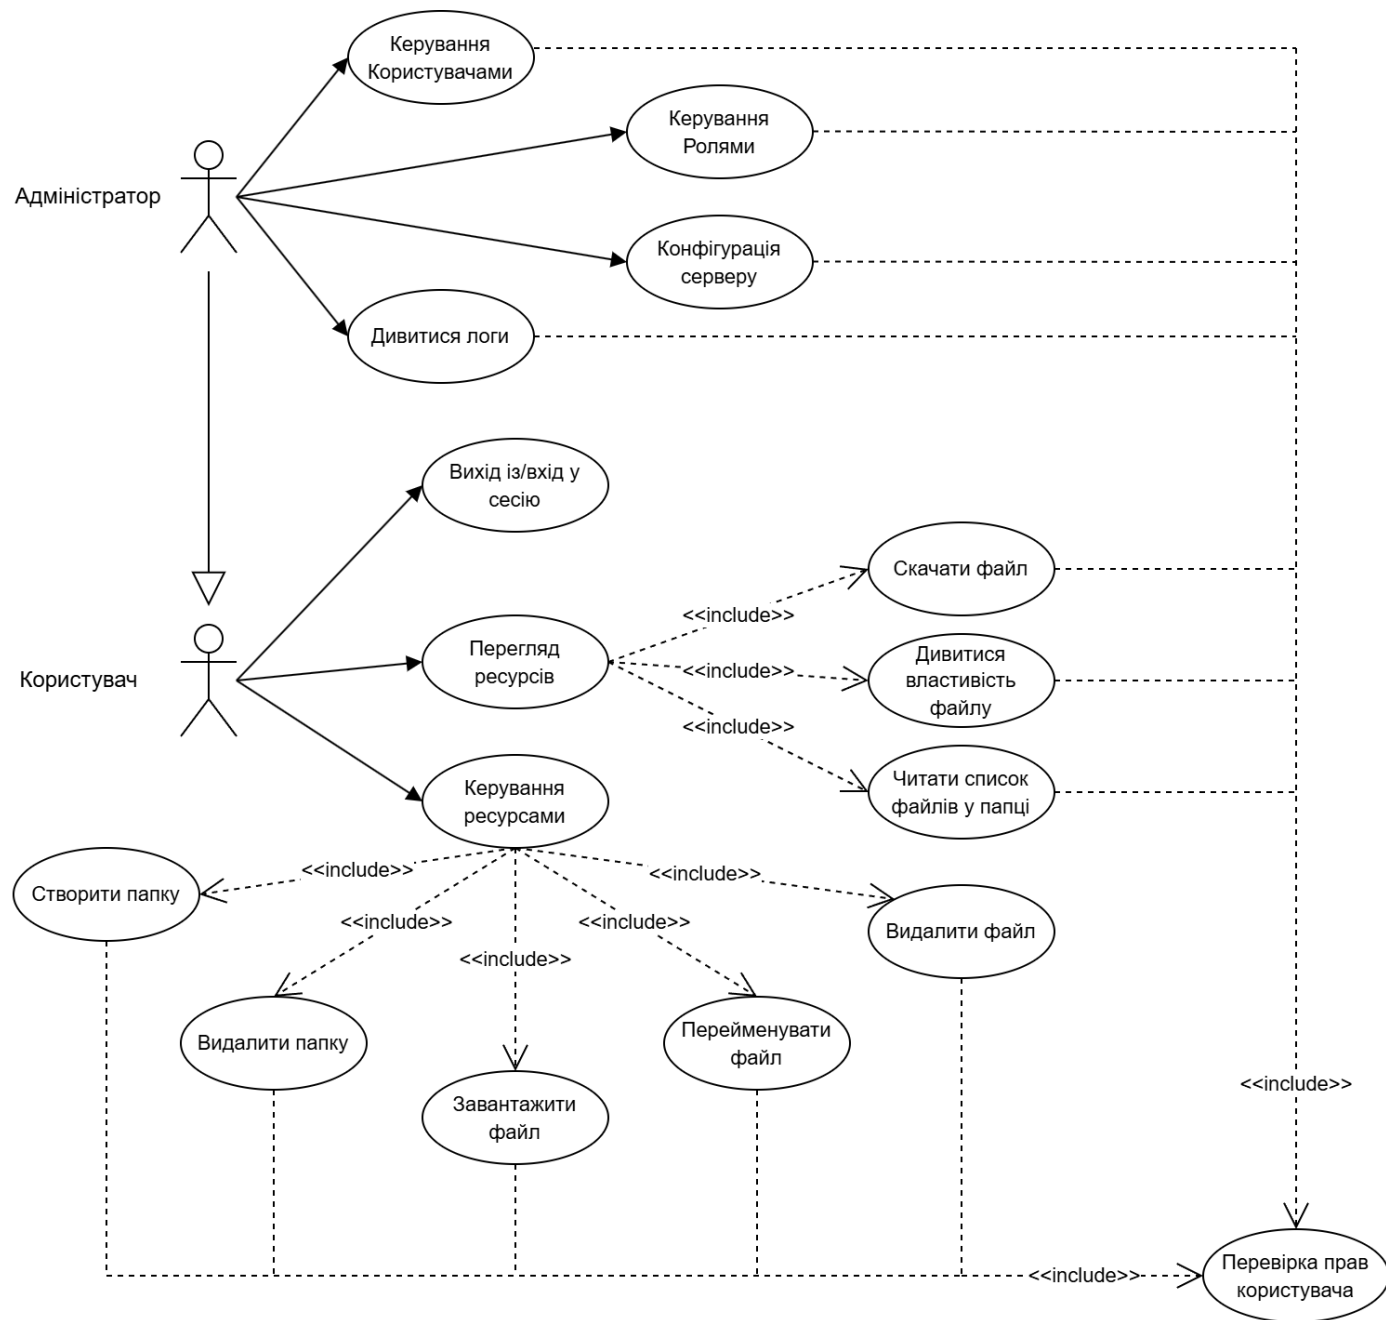 Керування
Користувачами
Керування
Ролями
Адміністратор
Конфігурація
серверу
Дивитися логи
Вихід із/вхід у
сесію
Скачати файл
<<include>>
Користувач
Перегляд
ресурсів
<<include>>
Дивитися
властивість
файлу
<<include>>
Керування
ресурсами
Читати список
файлів у папці
<<include>>
<<include>>
Створити папку
<<include>>
<<include>>
Видалити файл
<<include>>
Видалити папку
Перейменувати
файл
<<include>>
Завантажити
файл
<<include>>
Перевірка прав
користувача